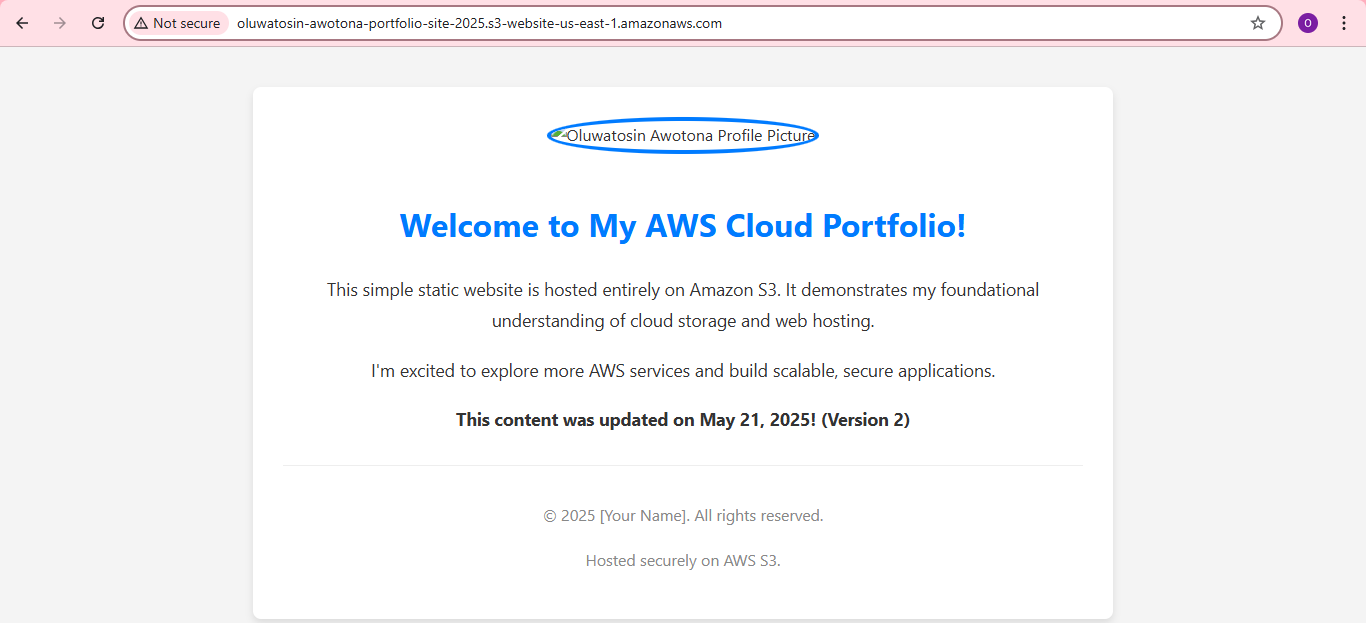 Not secure
oluwatosin-awotona-portfolio-site-2025.s3-website-us-east-1.amazonaws.com
O
Oluwatosin Awotona Profile Picture
Welcome to My AWS Cloud Portfolio!
This simple static website is hosted entirely on Amazon S3. It demonstrates my foundational
understanding of cloud storage and web hosting.
I'm excited to explore more AWS services and build scalable, secure applications.
This content was updated on May 21, 2025! (Version 2)
© 2025 [Your Name]. All rights reserved.
Hosted securely on AWS S3.